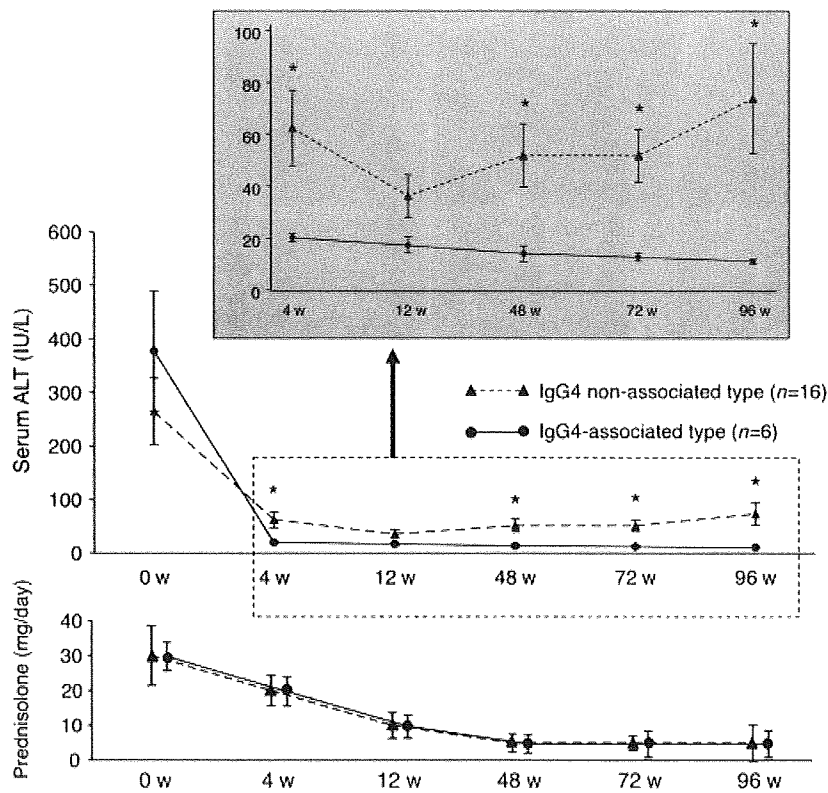 100
80
60
40
20
0
* * * *
4 w 12 w 48 w 72 w 96 w
Serum ALT (IU/L)
600
500
400
300
200
100
0
IgG4 non-associated type (n=16)
IgG4-associated type (n=6)
* * * *
0 w 4 w 12 w 48 w 72 w 96 w
Prednisolone (mg/day)
40
30
20
10
0
0 w 4 w 12 w 48 w 72 w 96 w